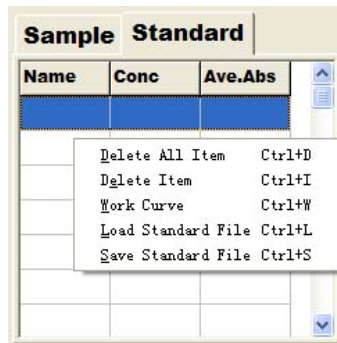 Sample Standard
Name Conc Ave.Abs
Delete All Item Ctrl+D
Delete Item Ctrl+I
Work Curve Ctrl+W
Load Standard File Ctrl+L
Save Standard File Ctrl+S